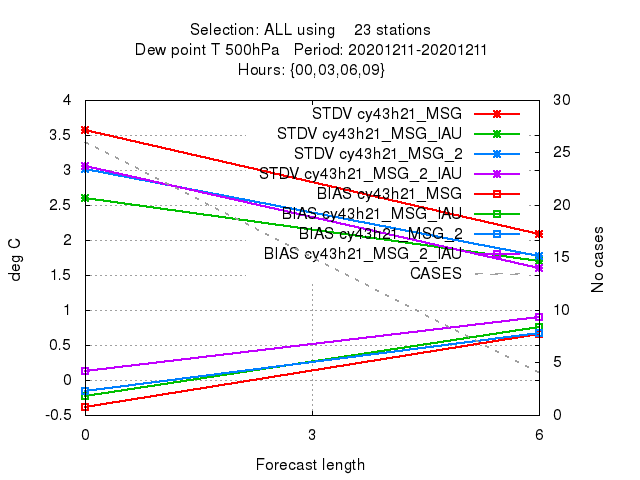 Selection: ALL using 23 stations
Dew point T 500hPa Period: 20201211-20201211
Hours: {00,03,06,09}
STDV cy43h21_MSG
STDV cy43h21_MSG_IAU
STDV cy43h21_MSG_2
STDV cy43h21_MSG_2_IAU
BIAS cy43h21_MSG
BIAS cy43h21_MSG_IAU
BIAS cy43h21_MSG_2
BIAS cy43h21_MSG_2_IAU
CASES
deg C
4
3.5
3
2.5
2
1.5
1
0.5
0
-0.5
30
25
20
15
10
5
0
No cases
0 3 6
Forecast length